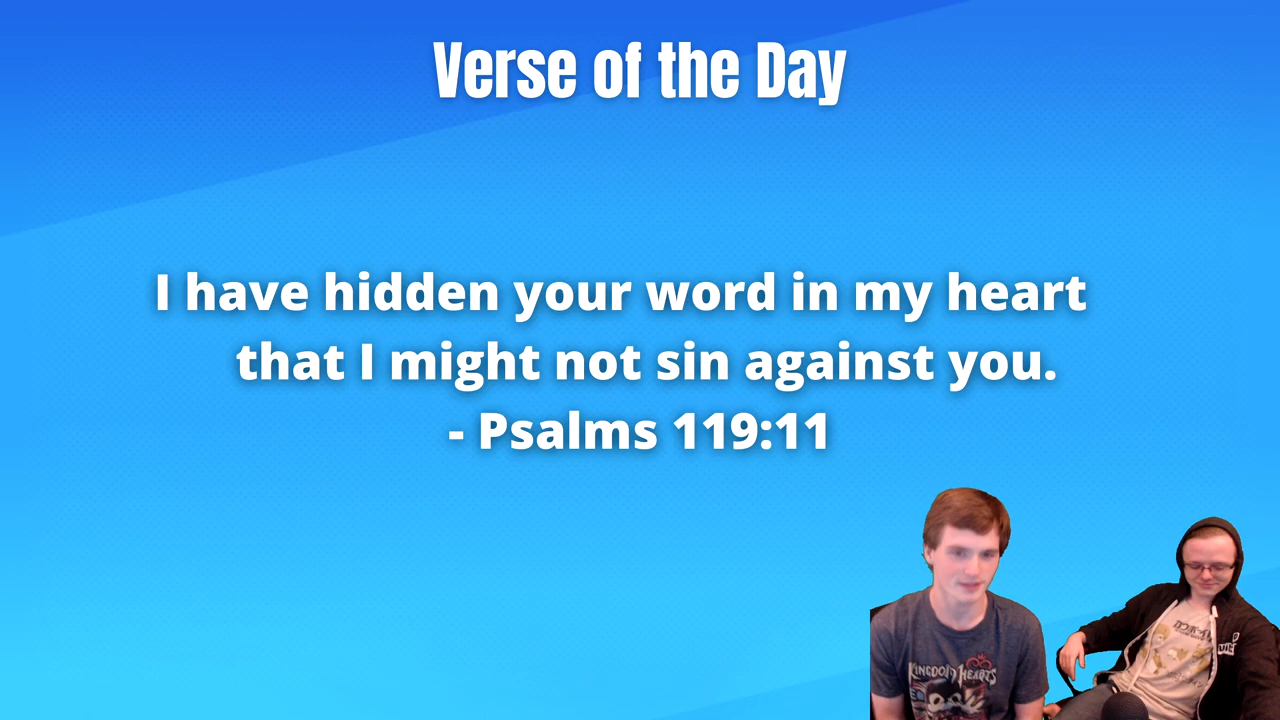 Verse of the Day
I have hidden your word in my heart
that I might not sin against you.
- Psalms 119:11
KINGDOM HEARTS